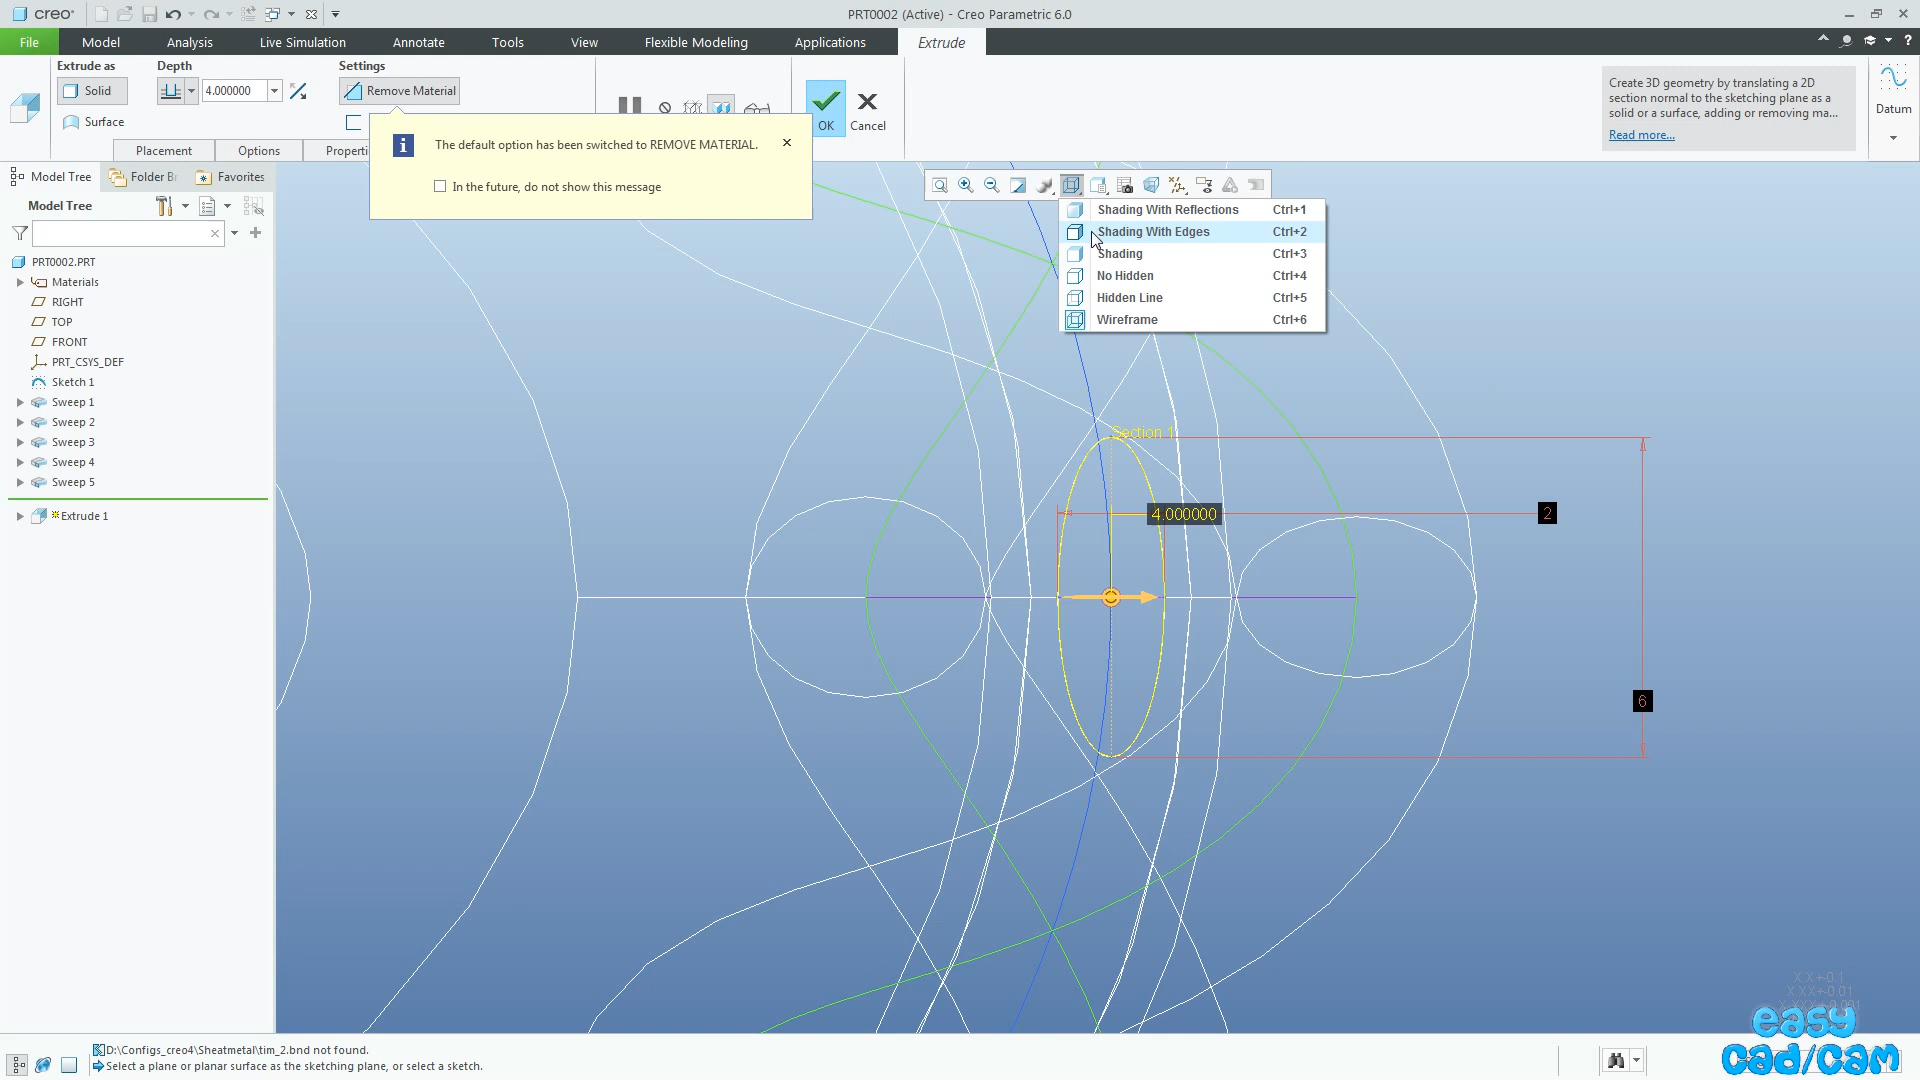 creo
PRT0002 (Active) - Creo Parametric 6.0
File
Model
Analysis
Live Simulation
Annotate
Tools
View
Flexible Modeling
Applications
Extrude
Extrude as
Depth
Settings
Solid
4.000000
Remove Material
Surface
OK
Cancel
Placement
Options
Create 3D geometry by translating a 2D
section normal to the sketching plane as a
solid or a surface, adding or removing ma...
Read more...
Datum
The default option has been switched to REMOVE MATERIAL.
In the future, do not show this message
Model Tree
Folder Br
Favorites
Model Tree
PRT0002.PRT
Materials
RIGHT
TOP
FRONT
PRT_CSYS_DEF
Sketch 1
Sweep 1
Sweep 2
Sweep 3
Sweep 4
Sweep 5
Extrude 1
Shading With Reflections Ctrl+1
Shading With Edges Ctrl+2
Shading Ctrl+3
No Hidden Ctrl+4
Hidden Line Ctrl+5
Wireframe Ctrl+6
Section 1
4.000000
2
6
X.X+-0.1
X.XX+-0.01
X.XXX+-0.001
easy
cad/cam
D:\Configs_creo4\Sheatmetal\tim_2.bnd not found.
Select a plane or planar surface as the sketching plane, or select a sketch.